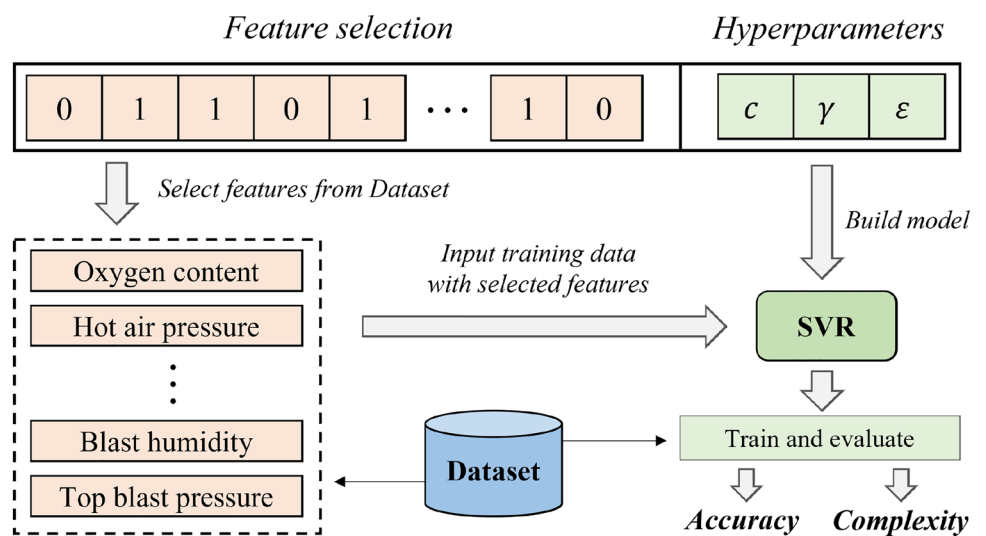 Feature selection
Hyperparameters
0 1 1 0 1 ··· 1 0
c γ ε
Select features from Dataset
Build model
Oxygen content
Hot air pressure
Blast humidity
Top blast pressure
Input training data
with selected features
SVR
Dataset
Train and evaluate
Accuracy
Complexity